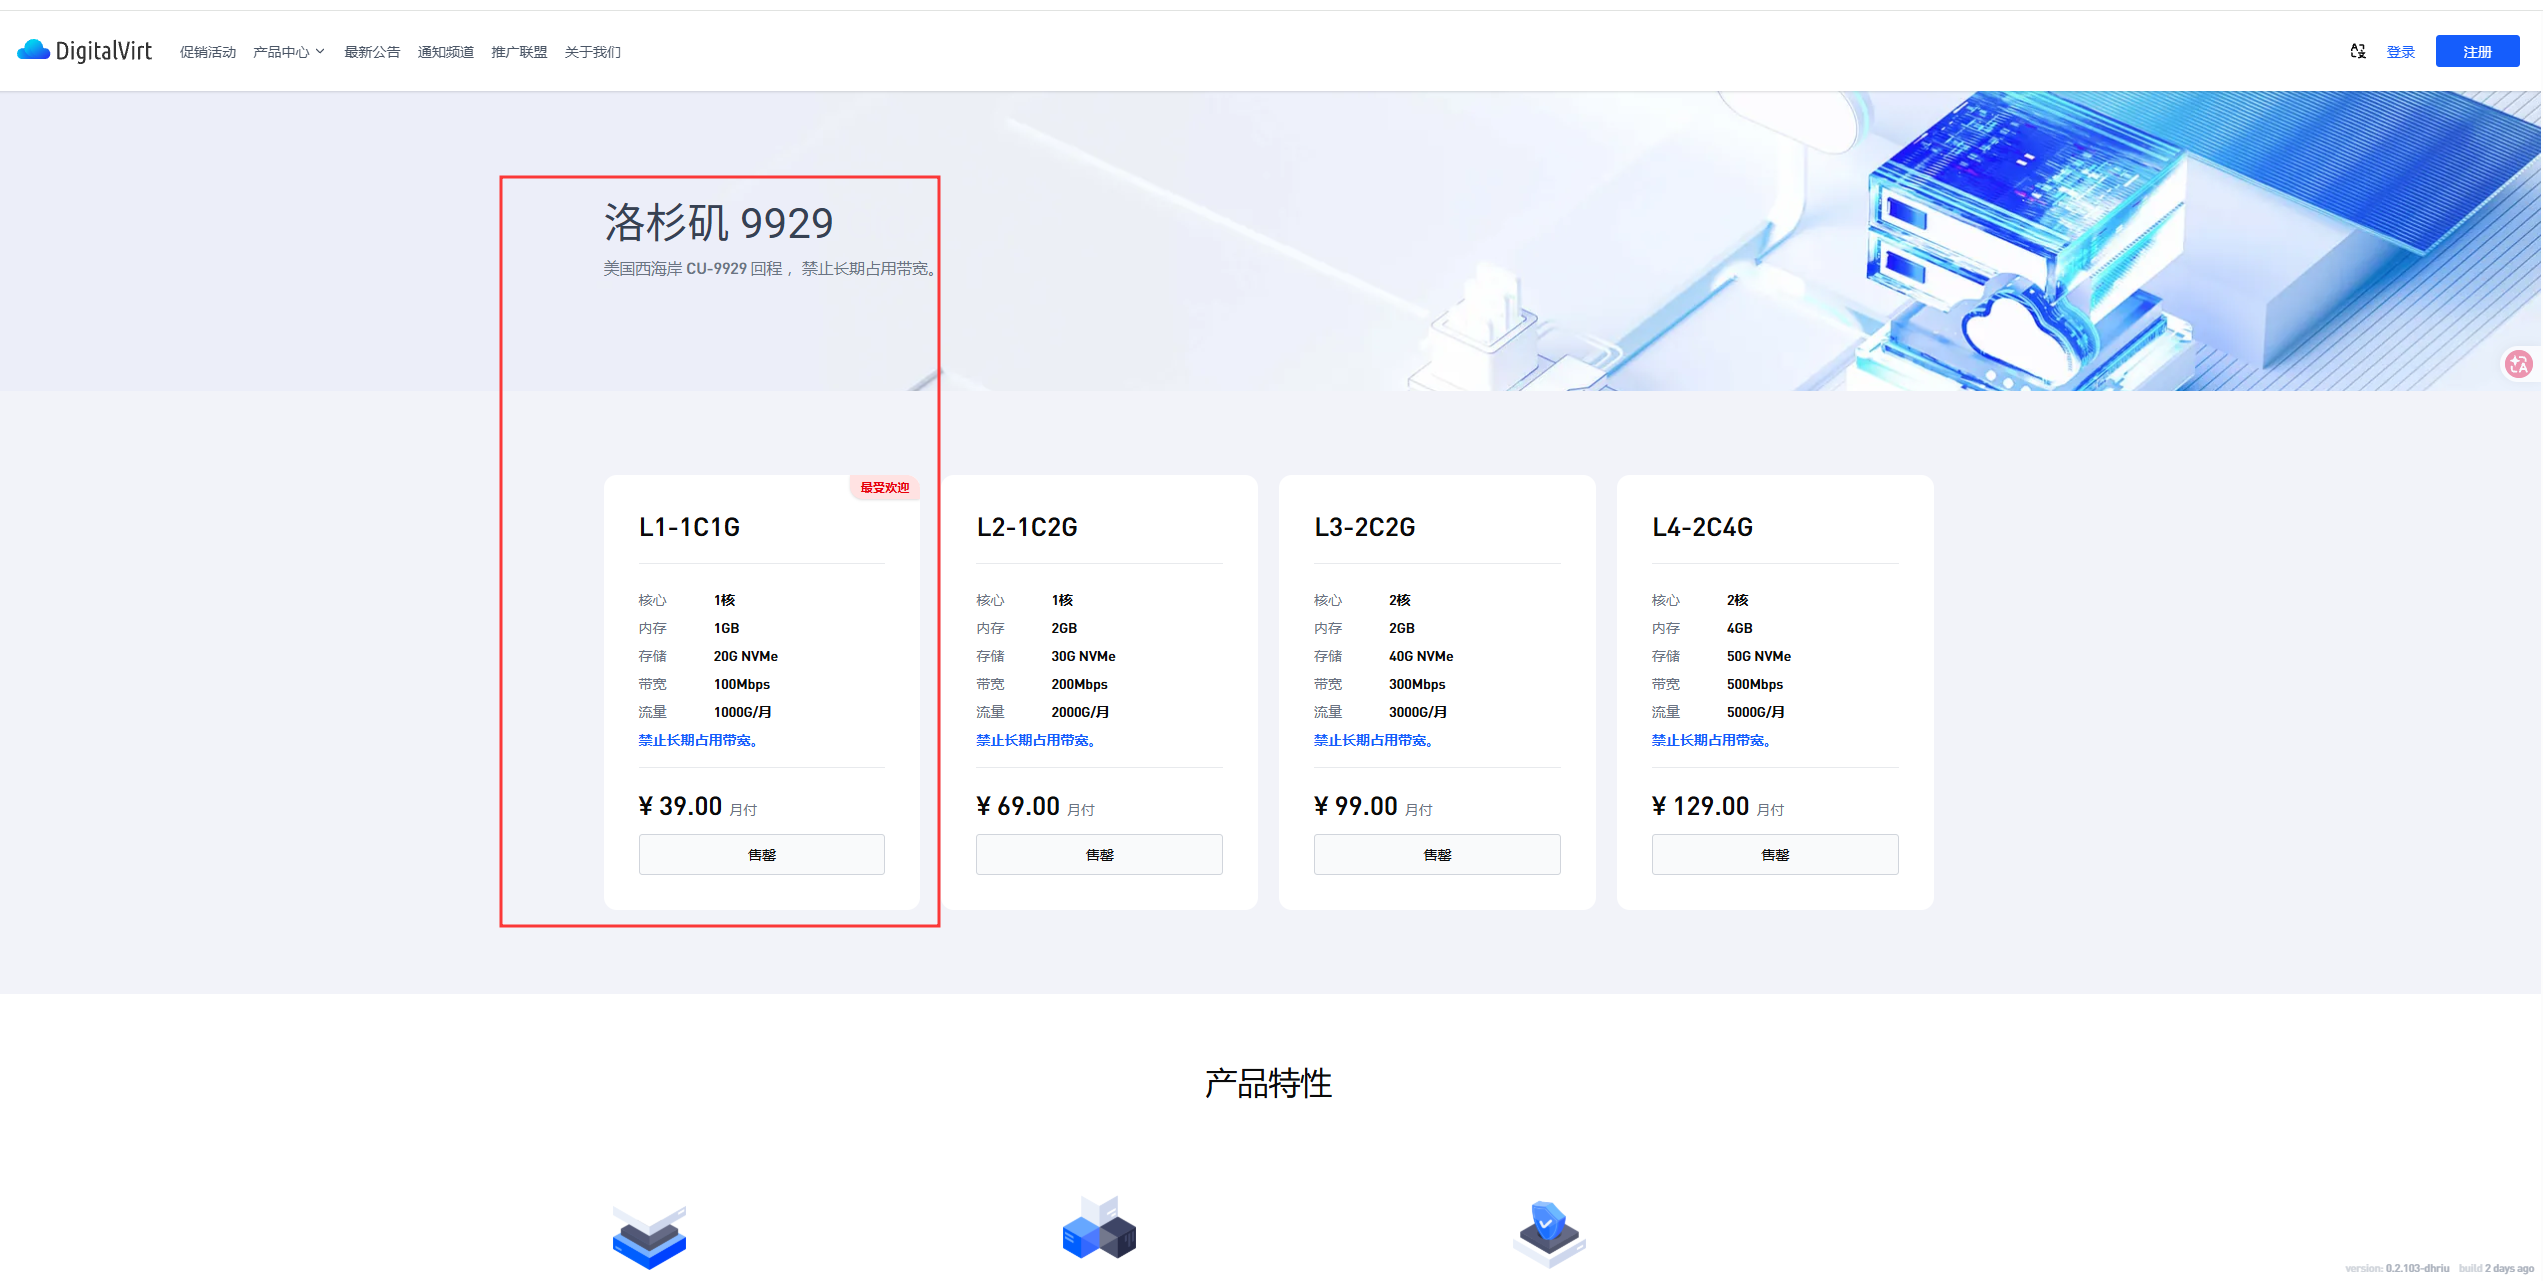 DigitalVirt
促销活动 产品中心 最新公告 通知频道 推广联盟 关于我们
登录 注册
洛杉矶 9929
美国西海岸 CU-9929 回程 ，禁止长期占用带宽。
最受欢迎
L1-1C1G
核心 1核
内存 1GB
存储 20G NVMe
带宽 100Mbps
流量 1000G/月
禁止长期占用带宽。
¥ 39.00 月付
售罄
L2-1C2G
核心 1核
内存 2GB
存储 30G NVMe
带宽 200Mbps
流量 2000G/月
禁止长期占用带宽。
¥ 69.00 月付
售罄
L3-2C2G
核心 2核
内存 2GB
存储 40G NVMe
带宽 300Mbps
流量 3000G/月
禁止长期占用带宽。
¥ 99.00 月付
售罄
L4-2C4G
核心 2核
内存 4GB
存储 50G NVMe
带宽 500Mbps
流量 5000G/月
禁止长期占用带宽。
¥ 129.00 月付
售罄
产品特性
version: 0.2.103-dhriu build 2 days ago